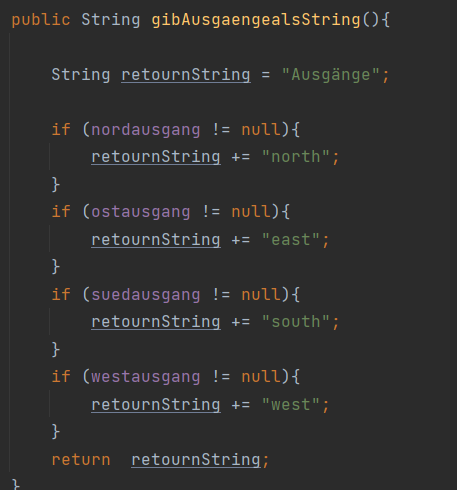 public String gibAusgaengealsString(){
String retournString = "Ausgänge";
if (nordausgang != null){
retournString += "north";
}
if (ostausgang != null){
retournString += "east";
}
if (suedausgang != null){
retournString += "south";
}
if (westausgang != null){
retournString += "west";
}
return  retournString;
}